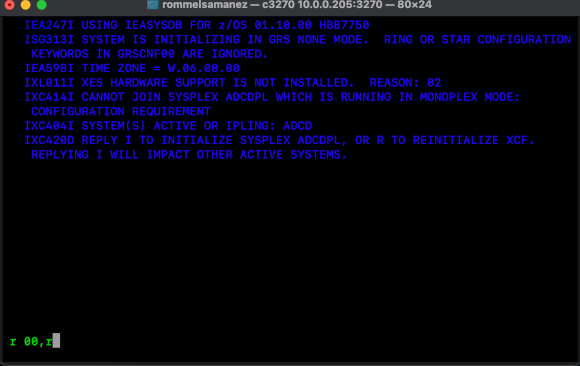 rommelsamanez — c3270 10.0.0.205:3270 — 80×24
IEA247I USING IEASYSDB FOR z/OS 01.10.00 HBB7750
ISG313I SYSTEM IS INITIALIZING IN GRS NONE MODE.  RING OR STAR CONFIGURATION
KEYWORDS IN GRSCNF00 ARE IGNORED.
IEA598I TIME ZONE = W.06.00.00
IXL011I XES HARDWARE SUPPORT IS NOT INSTALLED.  REASON: 02
IXC414I CANNOT JOIN SYSPLEX ADCDPL WHICH IS RUNNING IN MONOPLEX MODE:
CONFIGURATION REQUIREMENT
IXC404I SYSTEM(S) ACTIVE OR IPLING: ADCD
IXC420D REPLY I TO INITIALIZE SYSPLEX ADCDPL, OR R TO REINITIALIZE XCF.
REPLYING I WILL IMPACT OTHER ACTIVE SYSTEMS.
r 00,r